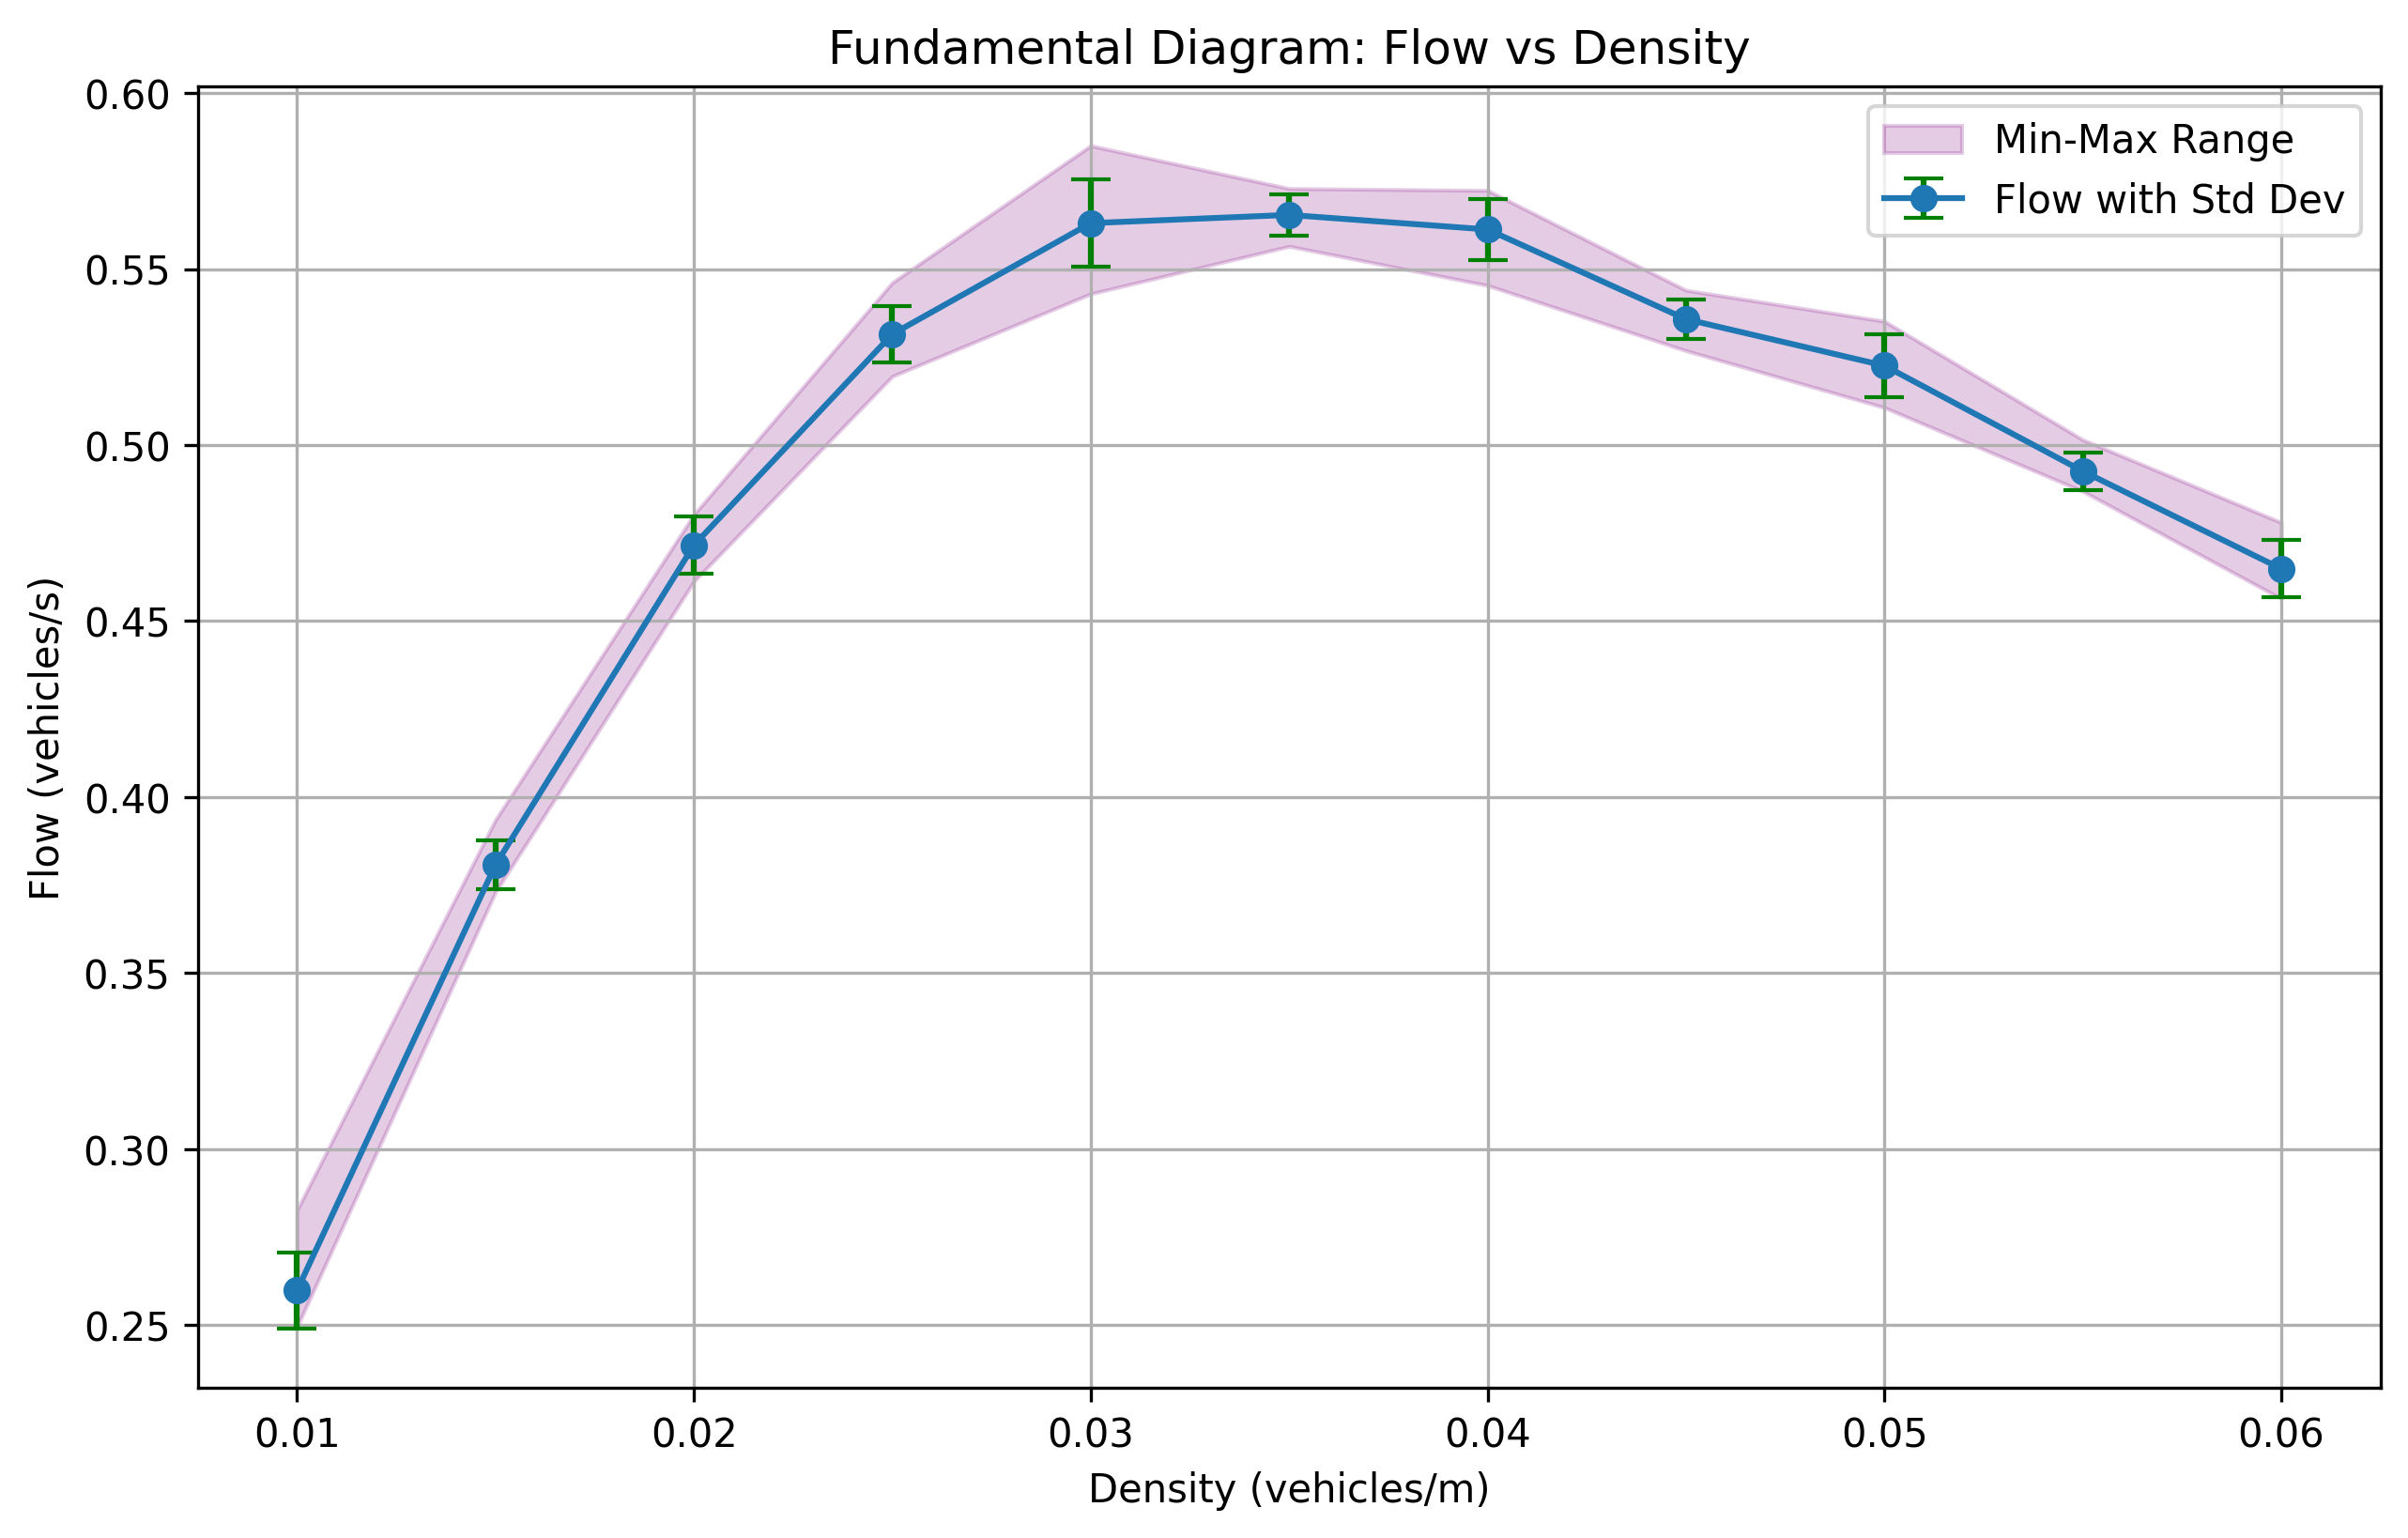 Fundamental Diagram: Flow vs Density
Min-Max Range
Flow with Std Dev
Flow (vehicles/s)
0.60
0.55
0.50
0.45
0.40
0.35
0.30
0.25
0.01 0.02 0.03 0.04 0.05 0.06
Density (vehicles/m)